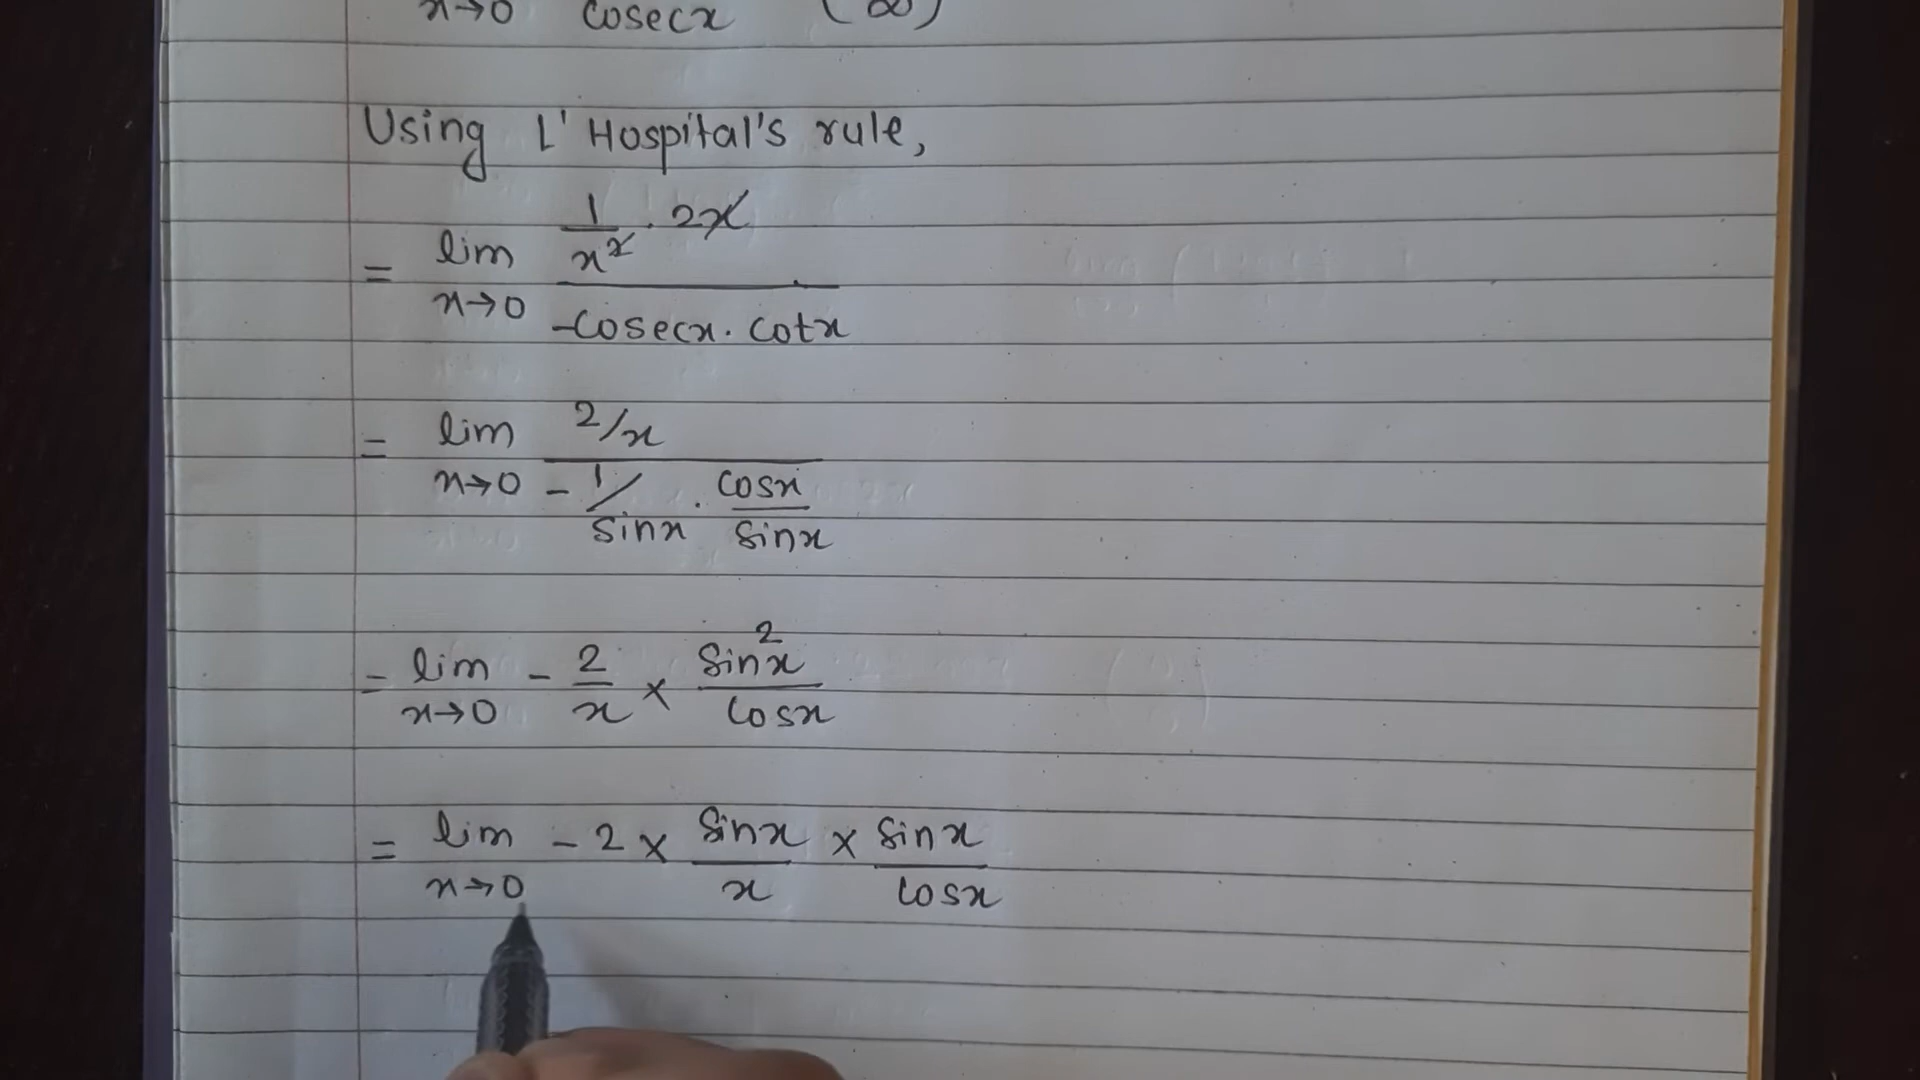 x→0 cosecx (∞)
Using L'Hospital's rule,
= lim x→0 1/x² · 2x / -cosecx · cotx
= lim x→0 2/x / -1/sinx · cosx/sinx
= lim x→0 - 2/x × sin²x/cosx
= lim x→0 -2 × sinx/x × sinx/cosx